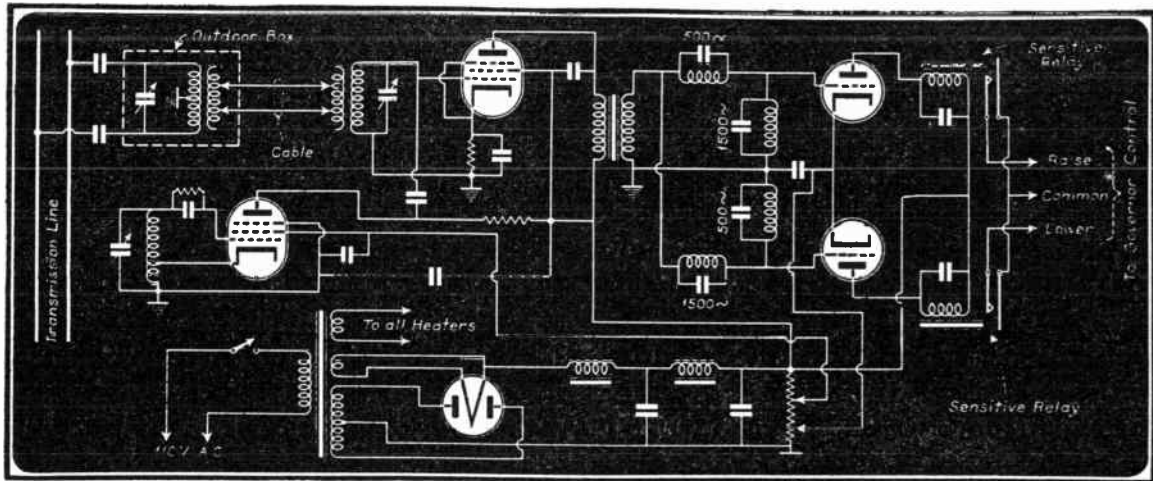 Outdoor Box
Transmission Line
Cable
500~
1500~
500~
1500~
Sensitive
Relay
Raise
Common
Lower
To Governor Control
To all Heaters
110V. A.C.
Sensitive Relay